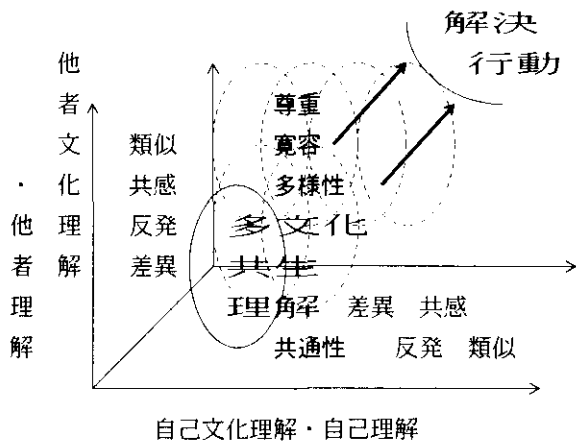 解決
行動
他者文化・他者理解
類似
共感
反発
差異
尊重
寛容
多様性
多文化
共生
理解
差異 共感
共通性 反発 類似
自己文化理解・自己理解